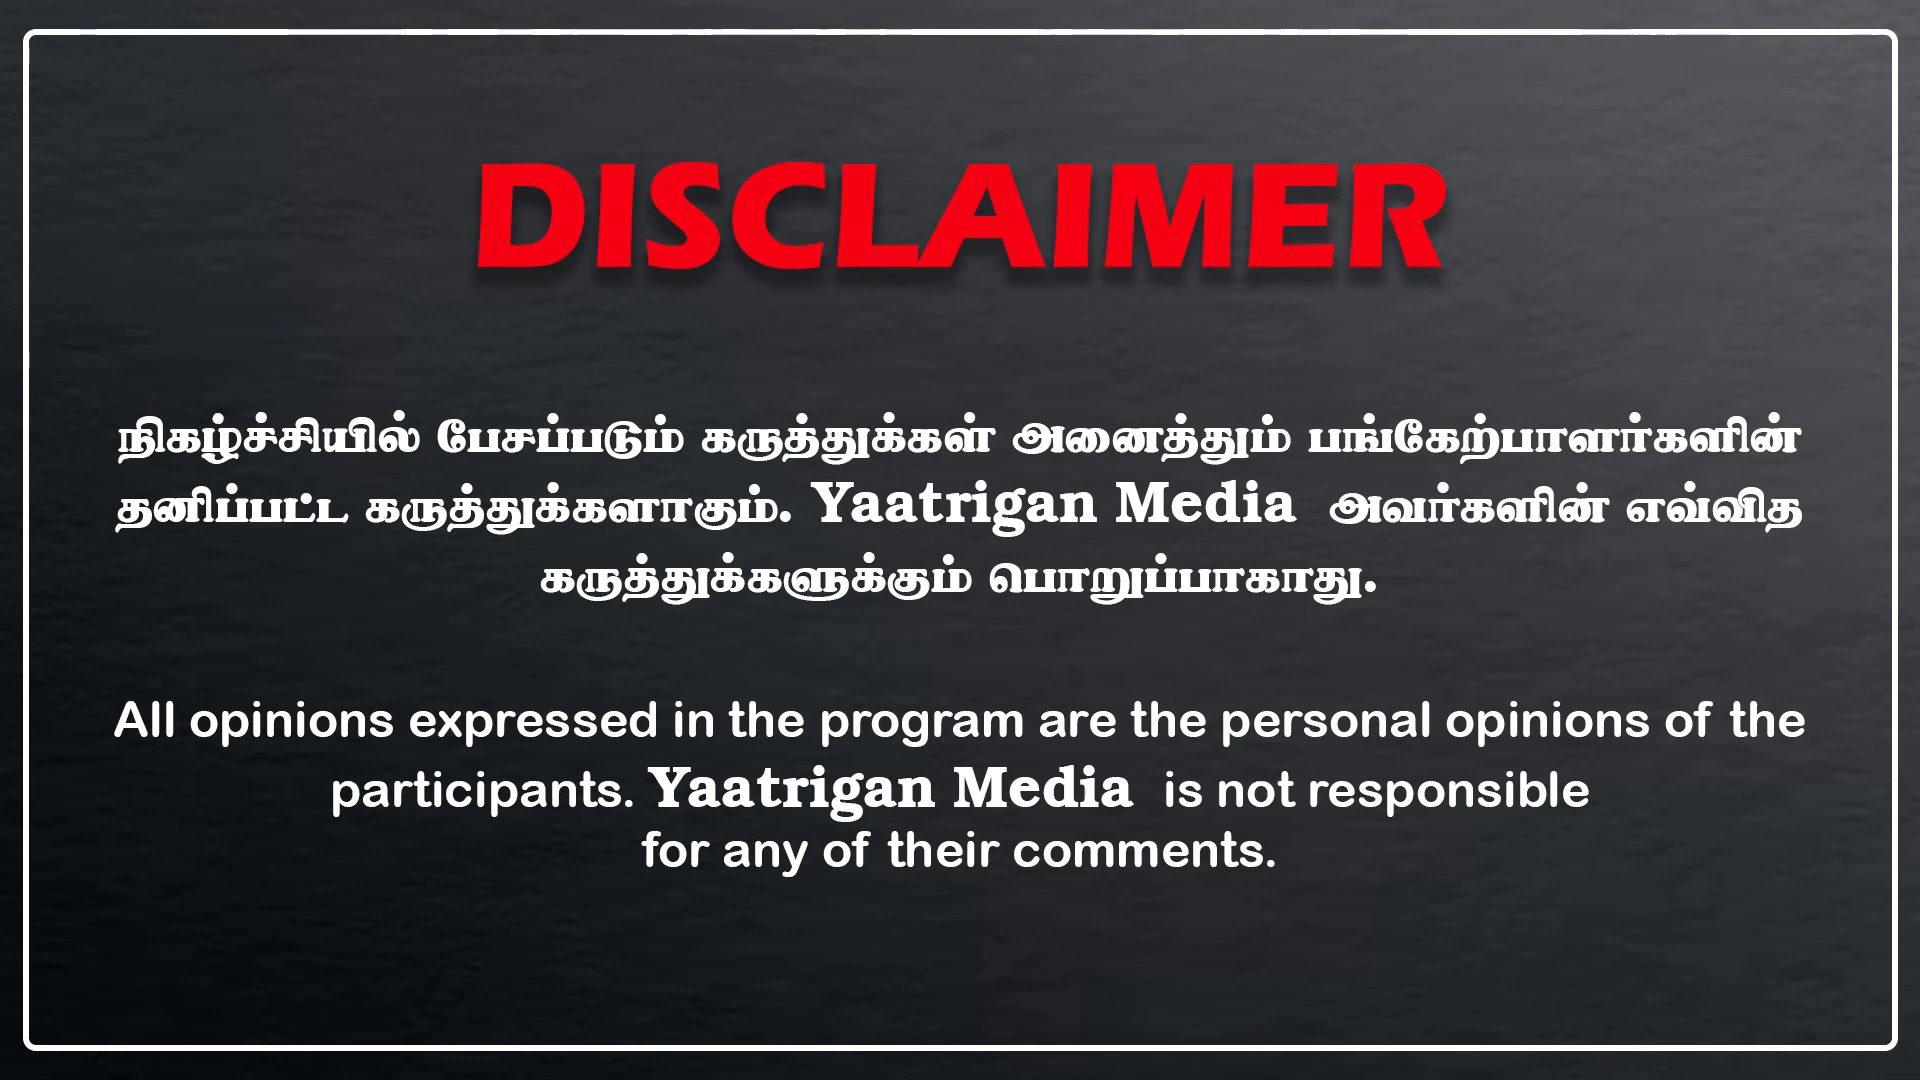 DISCLAIMER
நிகழ்ச்சியில் பேசப்படும் கருத்துக்கள் அனைத்தும் பங்கேற்பாளர்களின்
தனிப்பட்ட கருத்துக்களாகும். Yaatrigan Media அவர்களின் எவ்வித
கருத்துக்களுக்கும் பொறுப்பாகாது.
All opinions expressed in the program are the personal opinions of the
participants. Yaatrigan Media is not responsible
for any of their comments.